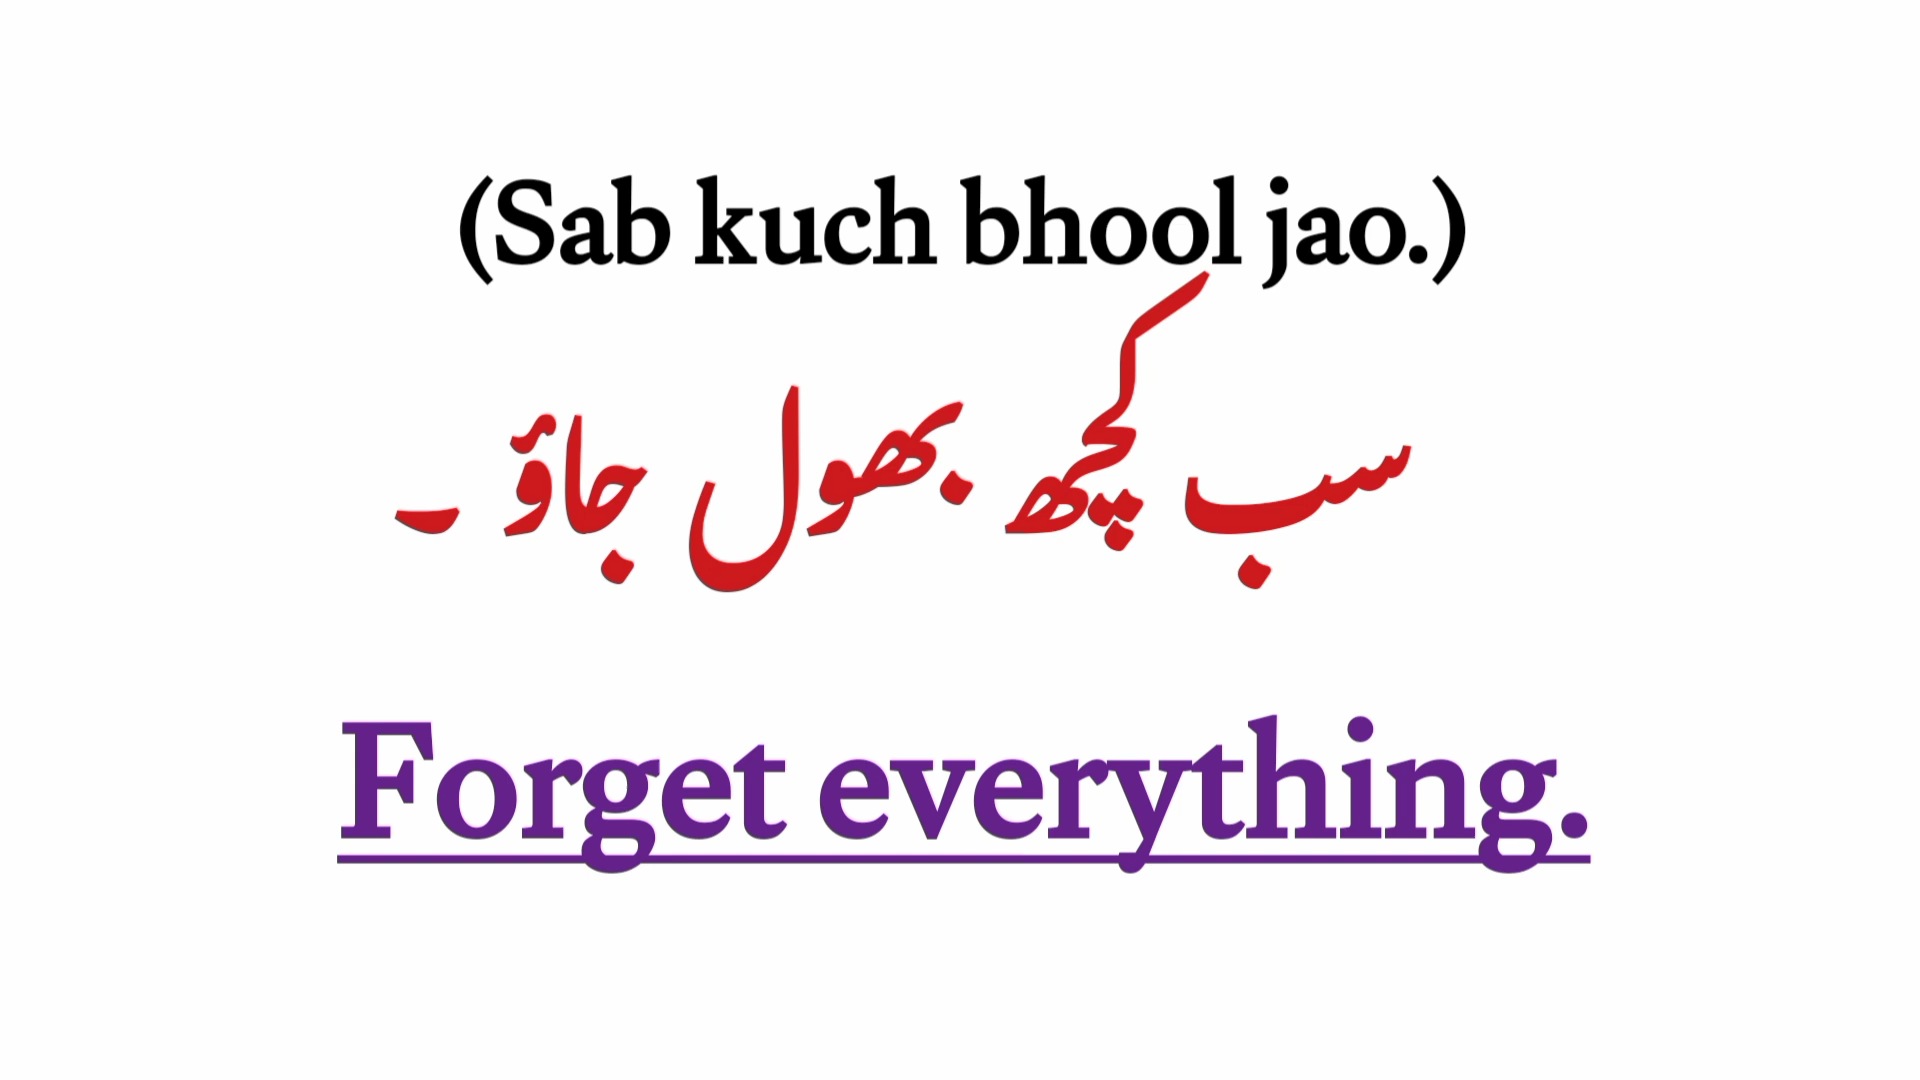 (Sab kuch bhool jao.)
سب کچھ بھول جاؤ ۔
Forget everything.